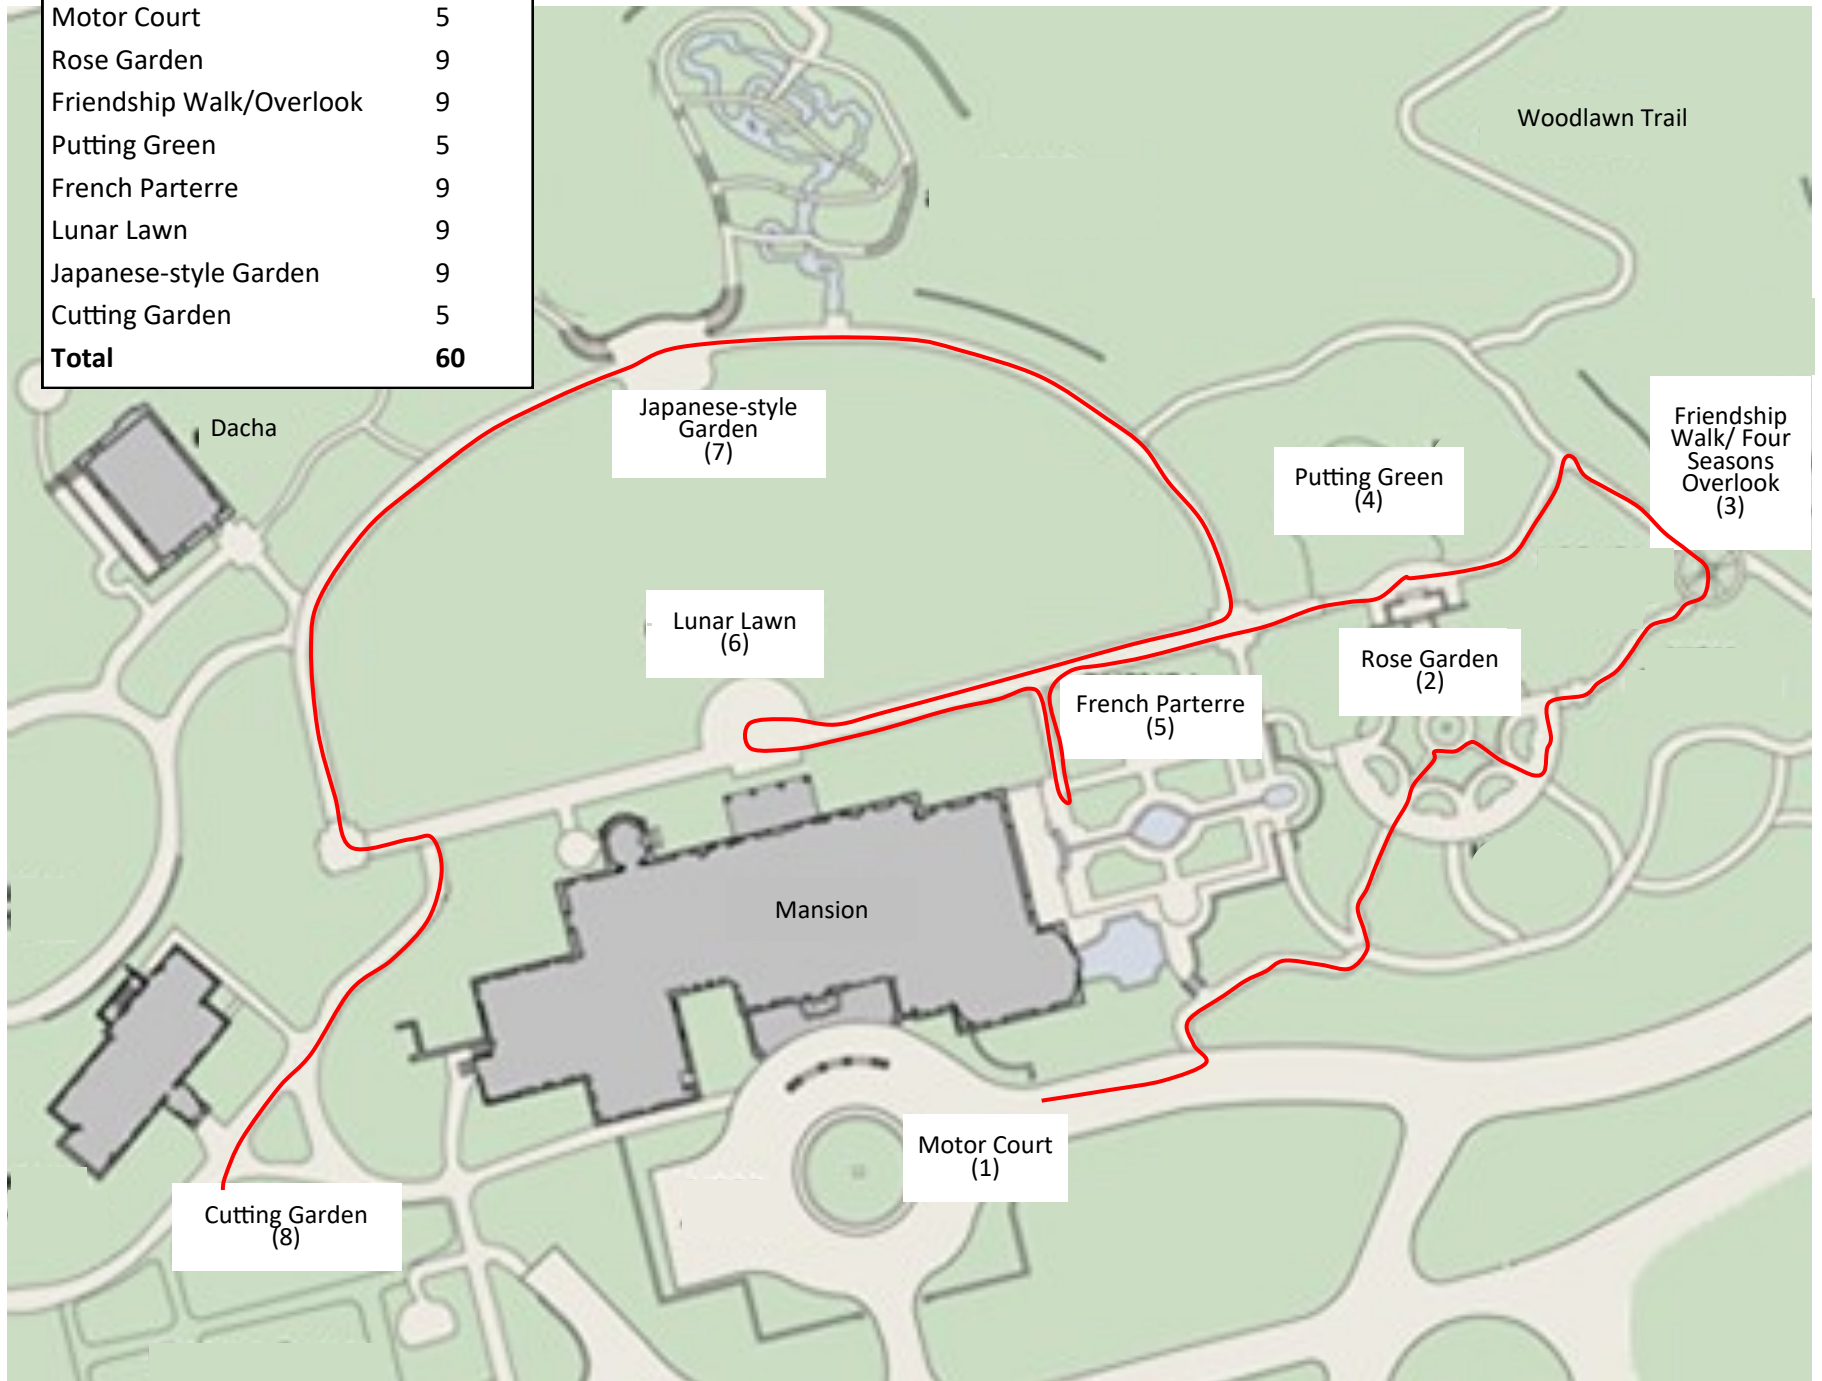 Motor Court 5
Rose Garden 9
Friendship Walk/Overlook 9
Putting Green 5
French Parterre 9
Lunar Lawn 9
Japanese-style Garden 9
Cutting Garden 5
Total 60
Woodlawn Trail
Dacha
Japanese-style
Garden
(7)
Friendship
Walk/ Four
Seasons
Overlook
(3)
Putting Green
(4)
Lunar Lawn
(6)
Rose Garden
(2)
French Parterre
(5)
Mansion
Motor Court
(1)
Cutting Garden
(8)